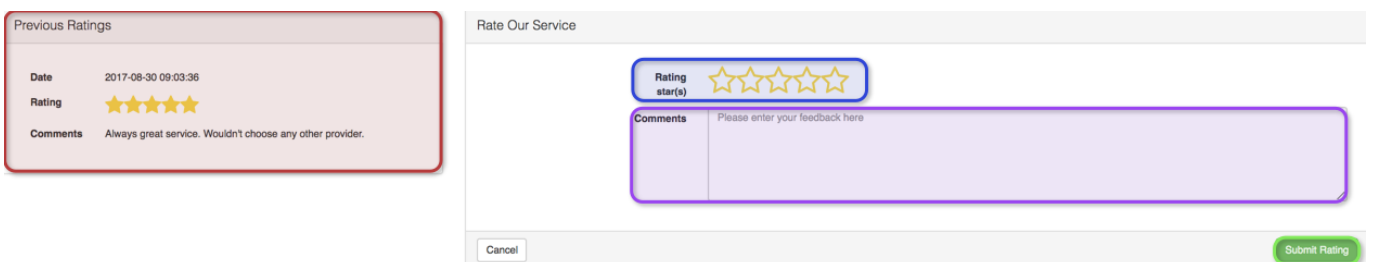 Previous Ratings
Date 2017-08-30 09:03:36
Rating
Comments Always great service. Wouldn't choose any other provider.
Rate Our Service
Rating
star(s)
Comments Please enter your feedback here
Cancel Submit Rating